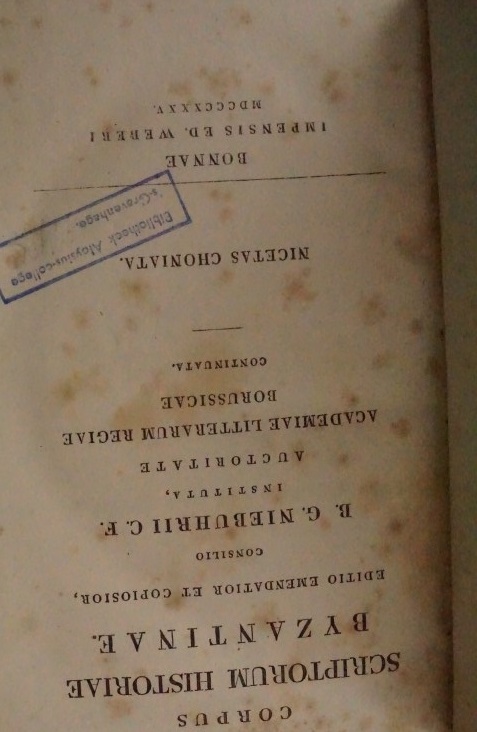 CORPUS
SCRIPTORUM HISTORIAE
BYZANTINAE.
EDITIO EMENDATIOR ET COPIOSIOR,
CONSILIO
B. G. NIEBUHRII C. F.
INSTITUTA,
AUCTORITATE
ACADEMIAE LITTERARUM REGIAE
BORUSSICAE
CONTINUATA.
NICETAS CHONIATA.
Bibliotheek Aloysius-college
's-Gravenhage.
BONNAE
IMPENSIS ED. WEBERI
MDCCCXXXV.